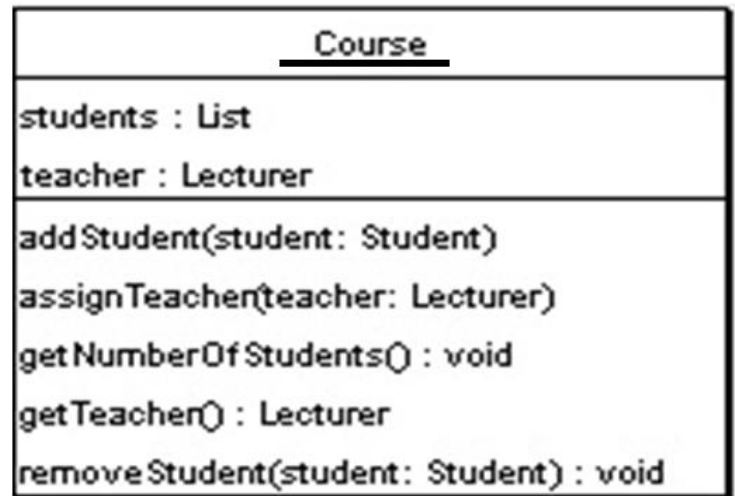 Course
students : List
teacher : Lecturer
addStudent(student: Student)
assignTeacher(teacher: Lecturer)
getNumberOfStudents() : void
getTeacher() : Lecturer
removeStudent(student: Student) : void